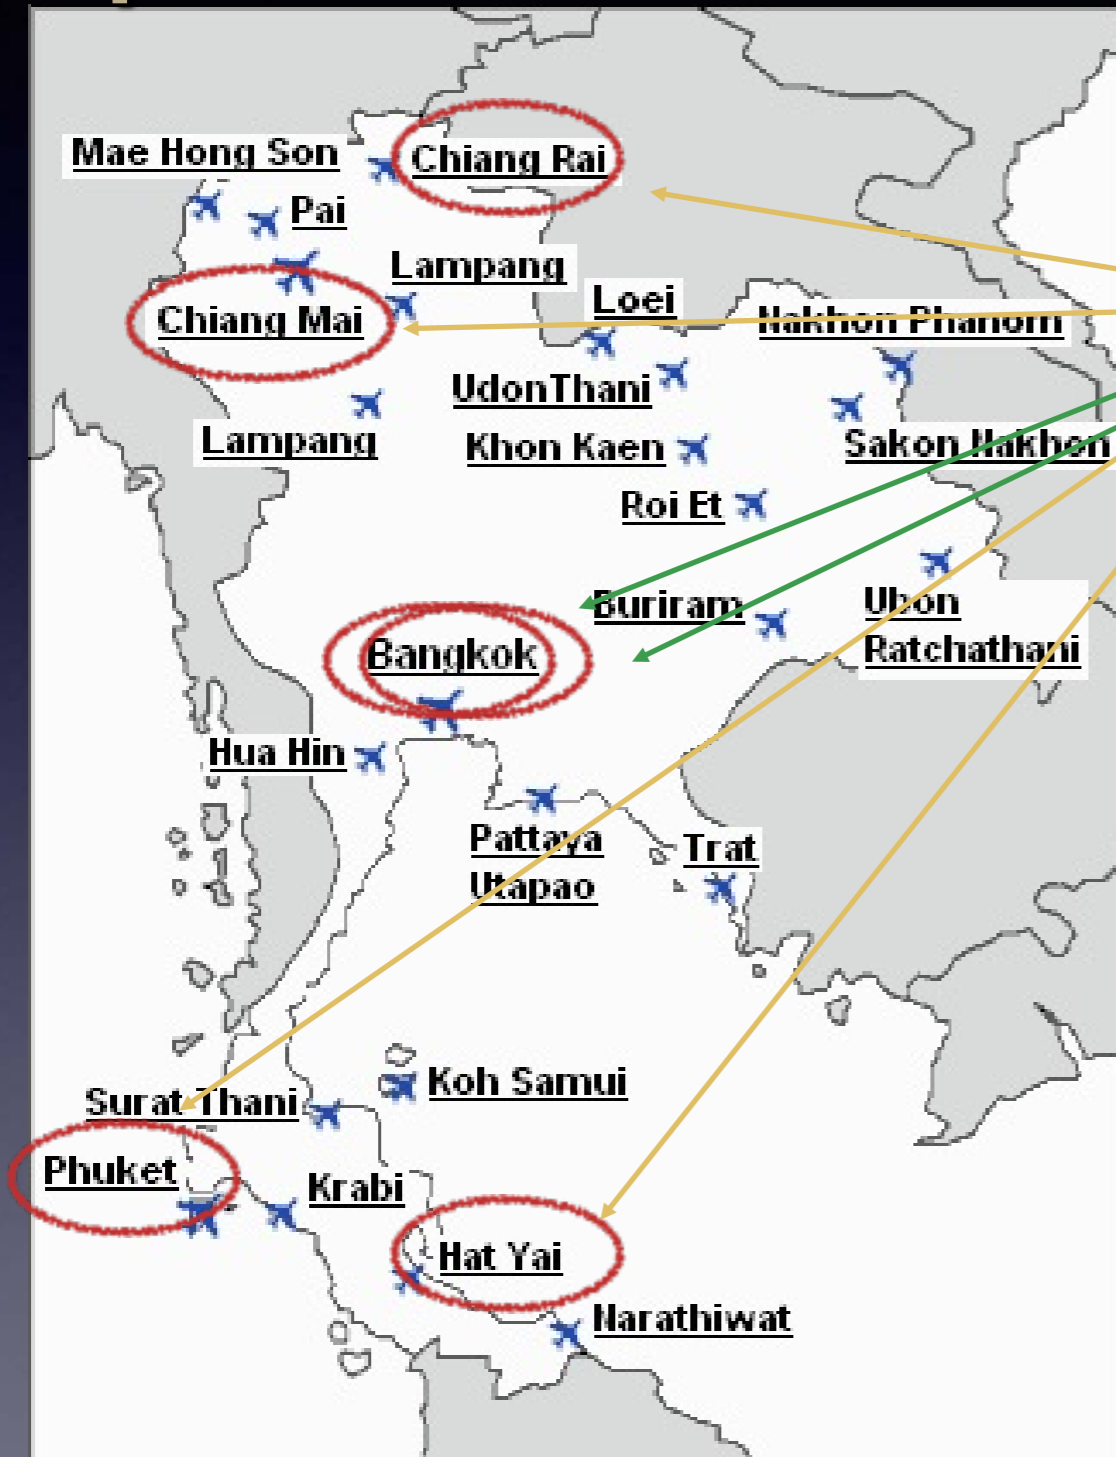 Mae Hong Son
Chiang Rai
Pai
Lampang
Loei
Chiang Mai
Nakhon Phanom
UdonThani
Lampang
Khon Kaen
Sakon Nakhon
Roi Et
Buriram
Ubon
Ratchathani
Bangkok
Hua Hin
Pattaya
Utapao
Trat
Koh Samui
Surat Thani
Phuket
Krabi
Hat Yai
Narathiwat